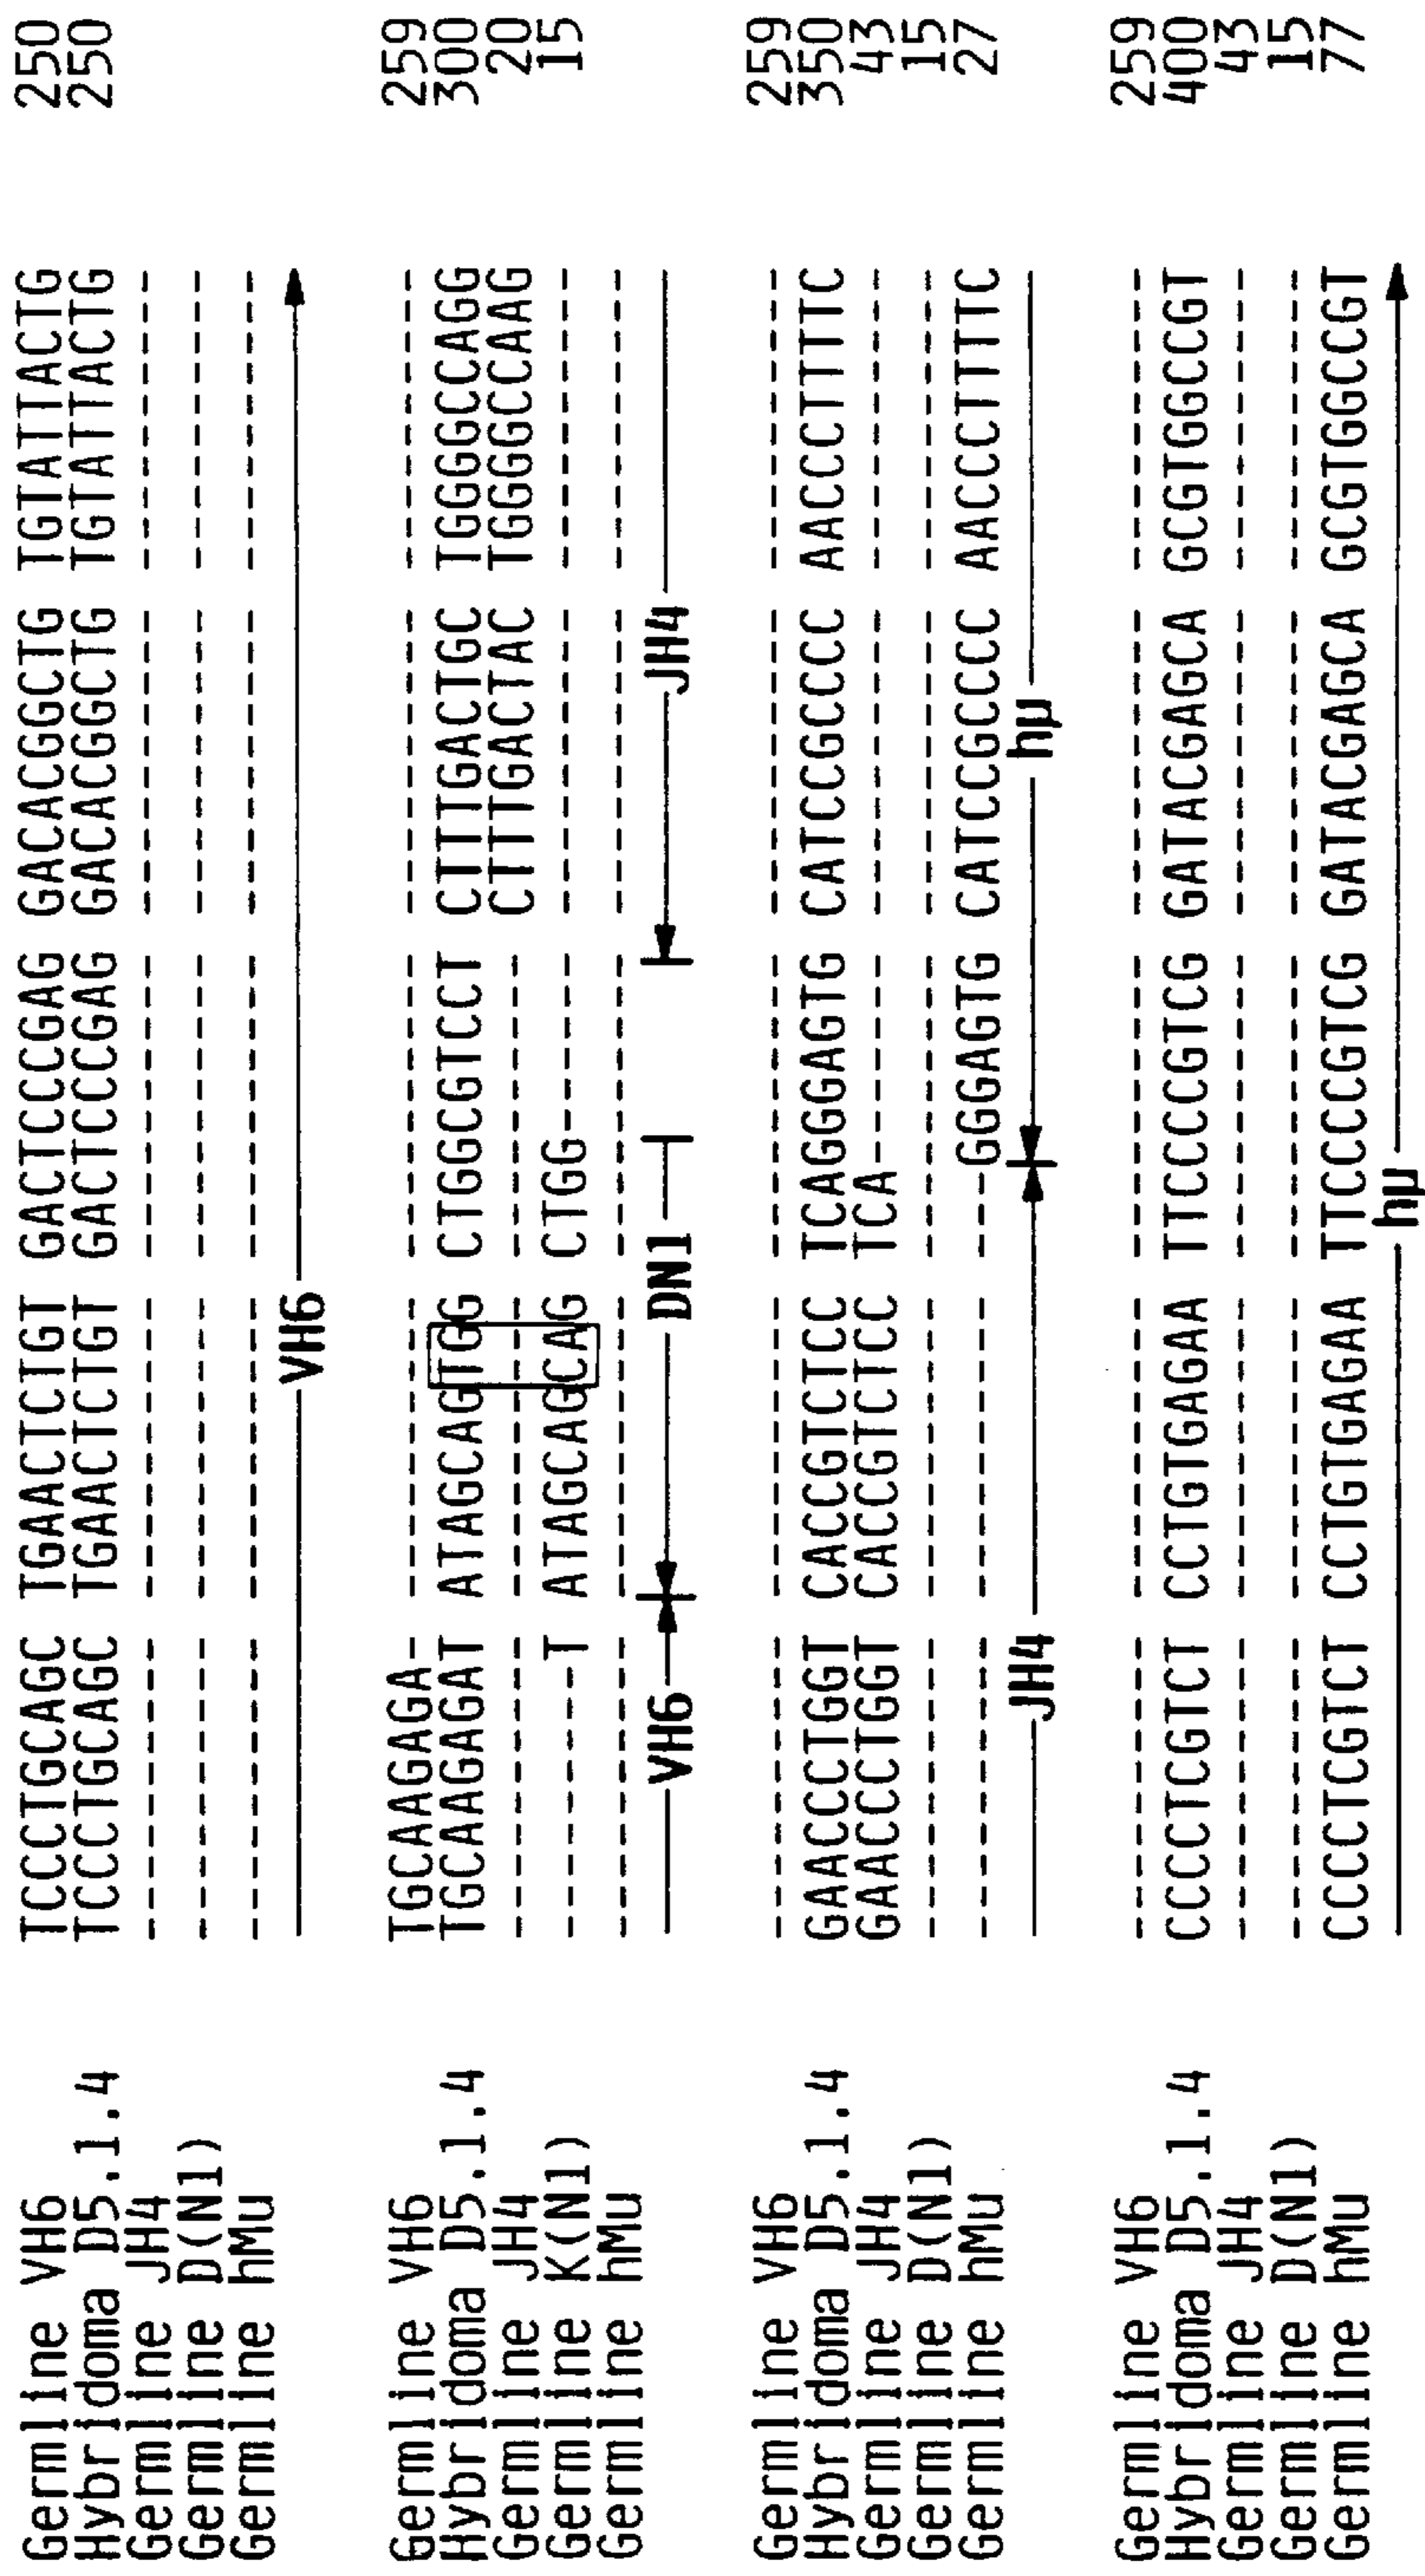 Germline VH6 TCCCTGCAGC TGAACTCTGT GACTCCCGAG GACACGGCTG TGTATTACTG 250
Hybridoma D5.1.4 TCCCTGCAGC TGAACTCTGT GACTCCCGAG GACACGGCTG TGTATTACTG 250
Germline JH4 ---------- ---------- ---------- ---------- ----------
Germline D(N1) ---------- ---------- ---------- ---------- ----------
Germline hMu ---------- ---------- ---------- ---------- ----------
VH6
Germline VH6 TGCAAGAGA- ---------- ---------- ---------- ---------- 259
Hybridoma D5.1.4 TGCAAGAGAT ATAGCAGTGG CTGGCGTCCT CTTTGACTGC TGGGGCCAGG 300
Germline JH4 ---------- ---------- ---------- CTTTGACTAC TGGGGCCAAG 20
Germline K(N1) ---------T ATAGCAGCAG CTGG------ ---------- ---------- 15
Germline hMu ---------- ---------- ---------- ---------- ----------
VH6 DN1 JH4
Germline VH6 ---------- ---------- ---------- ---------- ---------- 259
Hybridoma D5.1.4 GAACCCTGGT CACCGTCTCC TCAGGGAGTG CATCCGCCCC AACCCTTTTC 350
Germline JH4 GAACCCTGGT CACCGTCTCC TCA------- ---------- ---------- 43
Germline D(N1) ---------- ---------- ---------- ---------- ---------- 15
Germline hMu ---------- ---------- ---GGGAGTG CATCCGCCCC AACCCTTTTC 27
JH4 hµ
Germline VH6 ---------- ---------- ---------- ---------- ---------- 259
Hybridoma D5.1.4 CCCCTCGTCT CCTGTGAGAA TTCCCCGTCG GATACGAGCA GCGTGGCCGT 400
Germline JH4 ---------- ---------- ---------- ---------- ---------- 43
Germline D(N1) ---------- ---------- ---------- ---------- ---------- 15
Germline hMu CCCCTCGTCT CCTGTGAGAA TTCCCCGTCG GATACGAGCA GCGTGGCCGT 77
hµ